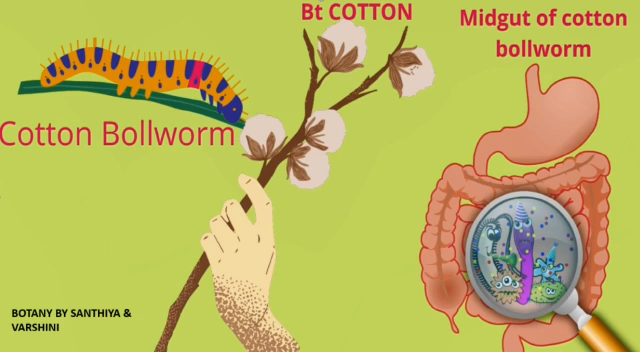 Bt COTTON
Midgut of cotton
bollworm
Cotton Bollworm
BOTANY BY SANTHIYA &
VARSHINI